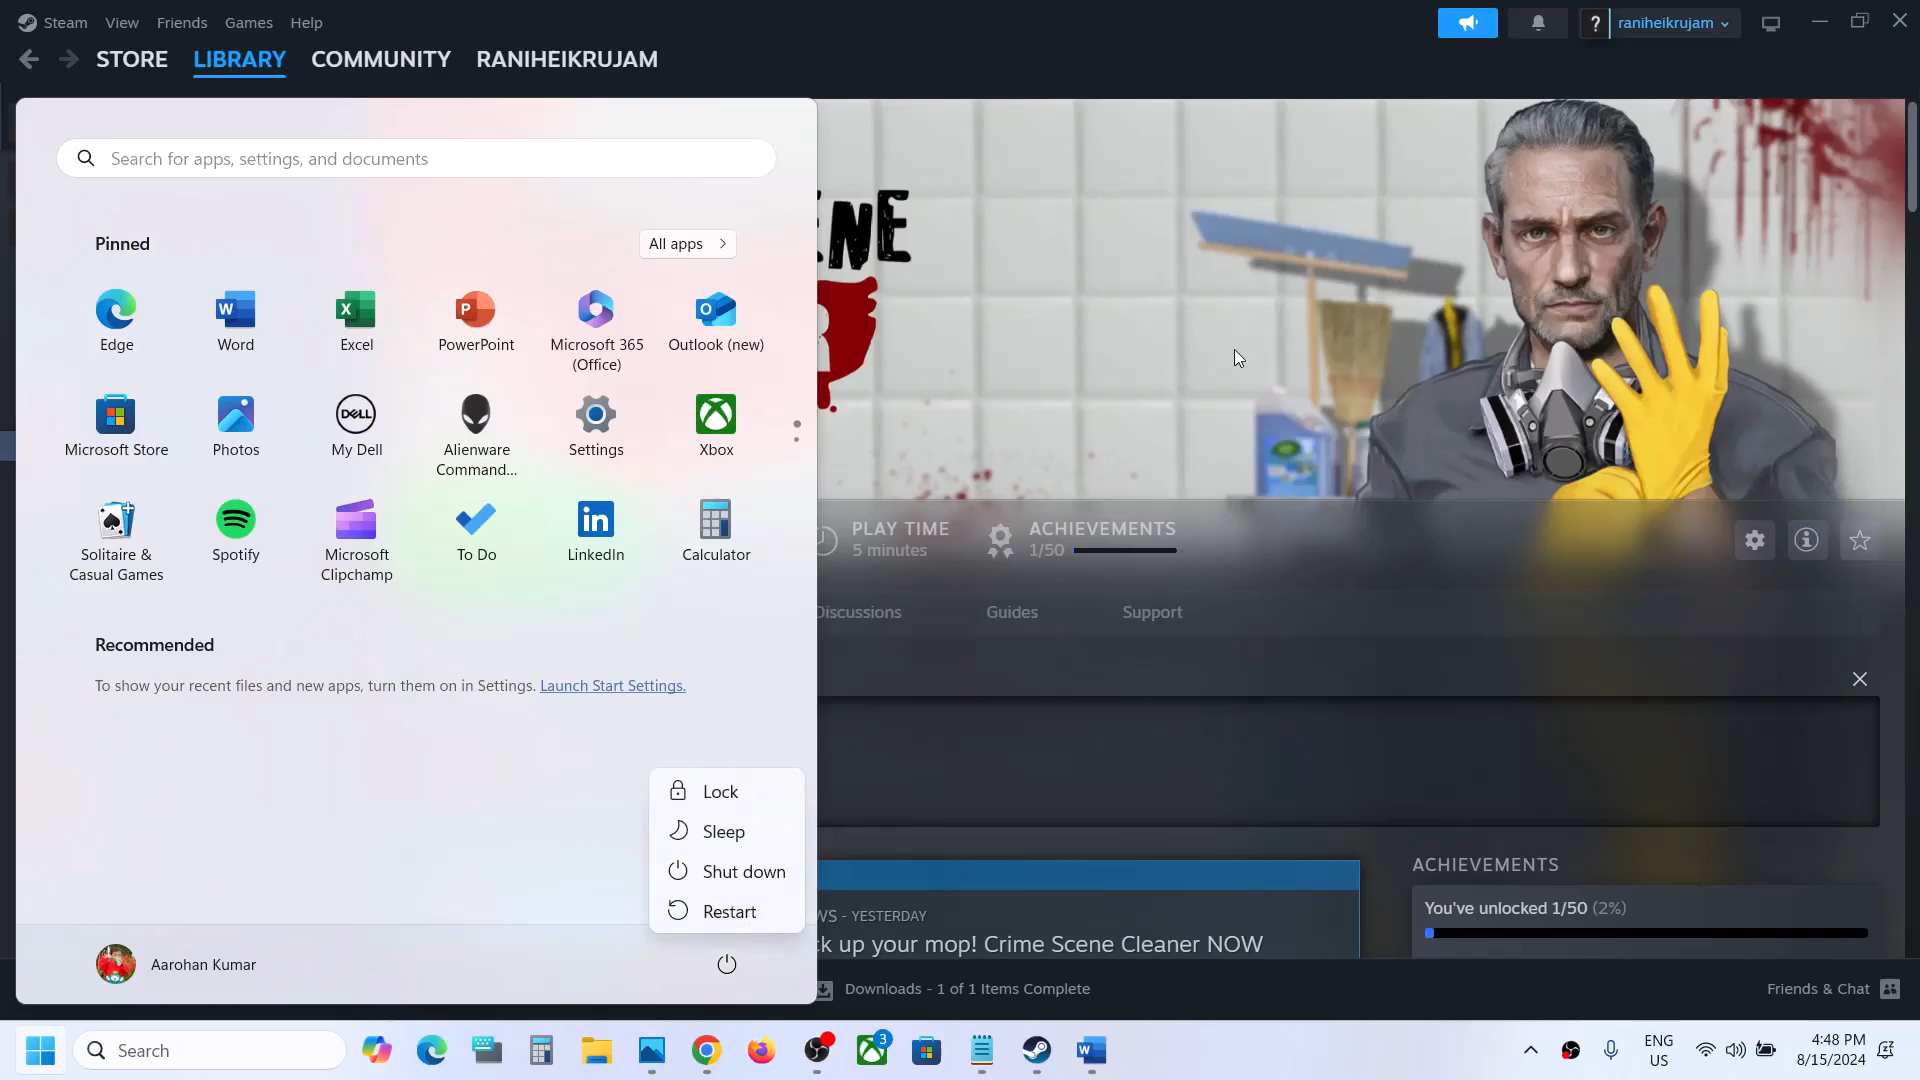 Steam View Friends Games Help
raniheikrujam
STORE LIBRARY COMMUNITY RANIHEIKRUJAM
Search for apps, settings, and documents
Pinned
All apps
Edge
Word
Excel
PowerPoint
Microsoft 365
(Office)
Outlook (new)
Microsoft Store
Photos
DELL
My Dell
Alienware
Command...
Settings
Xbox
Solitaire &
Casual Games
Spotify
Microsoft
Clipchamp
To Do
LinkedIn
Calculator
Recommended
To show your recent files and new apps, turn them on in Settings. Launch Start Settings.
Lock
Sleep
Shut down
Restart
Aarohan Kumar
ENE
R
PLAY TIME
5 minutes
ACHIEVEMENTS
1/50
Discussions
Guides
Support
WS - YESTERDAY
ck up your mop! Crime Scene Cleaner NOW
ACHIEVEMENTS
You've unlocked 1/50 (2%)
Downloads - 1 of 1 Items Complete
Friends & Chat
Search
3
ENG
US
4:48 PM
8/15/2024